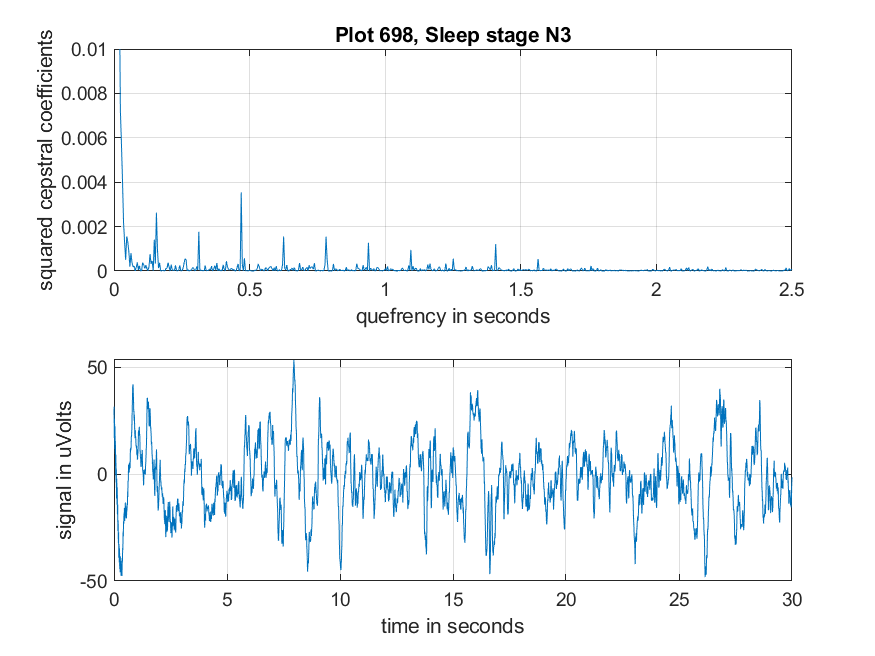 Plot 698, Sleep stage N3
squared cepstral coefficients
0.01
0.008
0.006
0.004
0.002
0
0 0.5 1 1.5 2 2.5
quefrency in seconds
signal in uVolts
50
0
-50
0 5 10 15 20 25 30
time in seconds